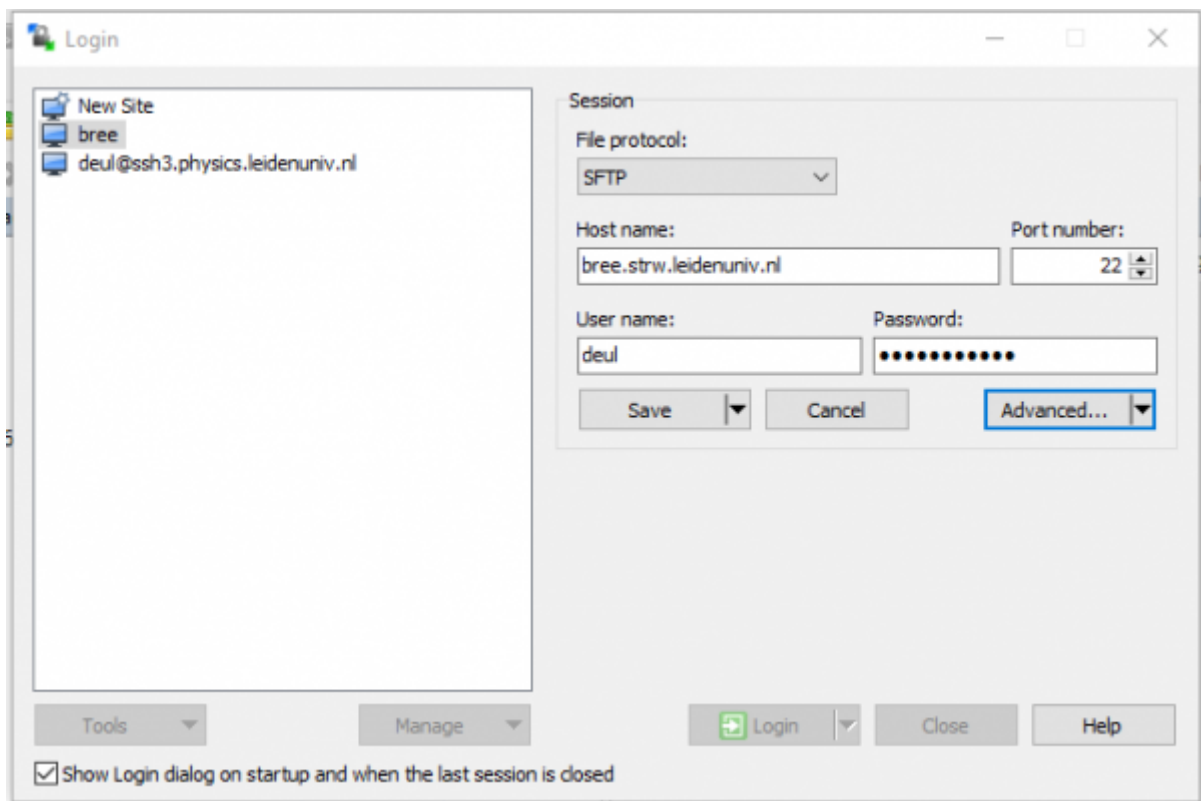 Login
New Site
bree
deul@ssh3.physics.leidenuniv.nl
Session
File protocol:
SFTP
Host name: Port number:
bree.strw.leidenuniv.nl 22
User name: Password:
deul ●●●●●●●●●●●
Save Cancel Advanced...
Tools Manage Login Close Help
Show Login dialog on startup and when the last session is closed